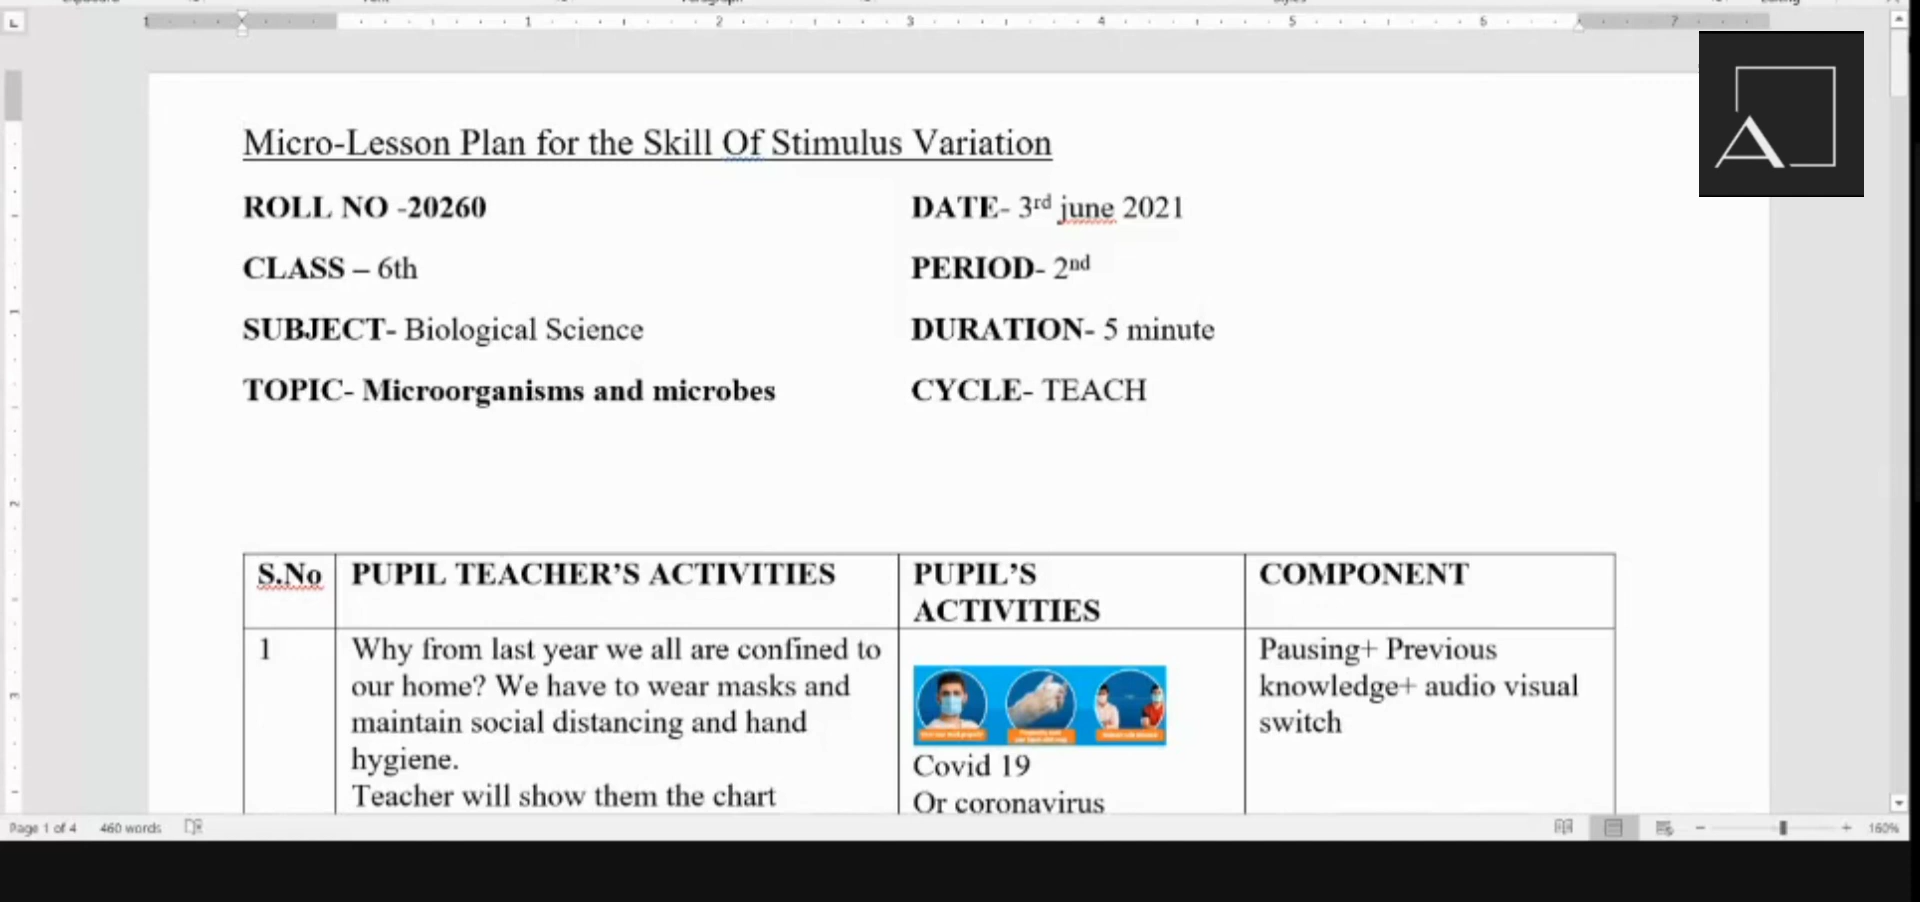 Micro-Lesson Plan for the Skill Of Stimulus Variation
ROLL NO -20260
DATE- 3rd june 2021
CLASS – 6th
PERIOD- 2nd
SUBJECT- Biological Science
DURATION- 5 minute
TOPIC- Microorganisms and microbes
CYCLE- TEACH
S.No
PUPIL TEACHER’S ACTIVITIES
PUPIL’S
ACTIVITIES
COMPONENT
1
Why from last year we all are confined to
our home? We have to wear masks and
maintain social distancing and hand
hygiene.
Teacher will show them the chart
Covid 19
Or coronavirus
Pausing+ Previous
knowledge+ audio visual
switch
Page 1 of 4
460 words
160%